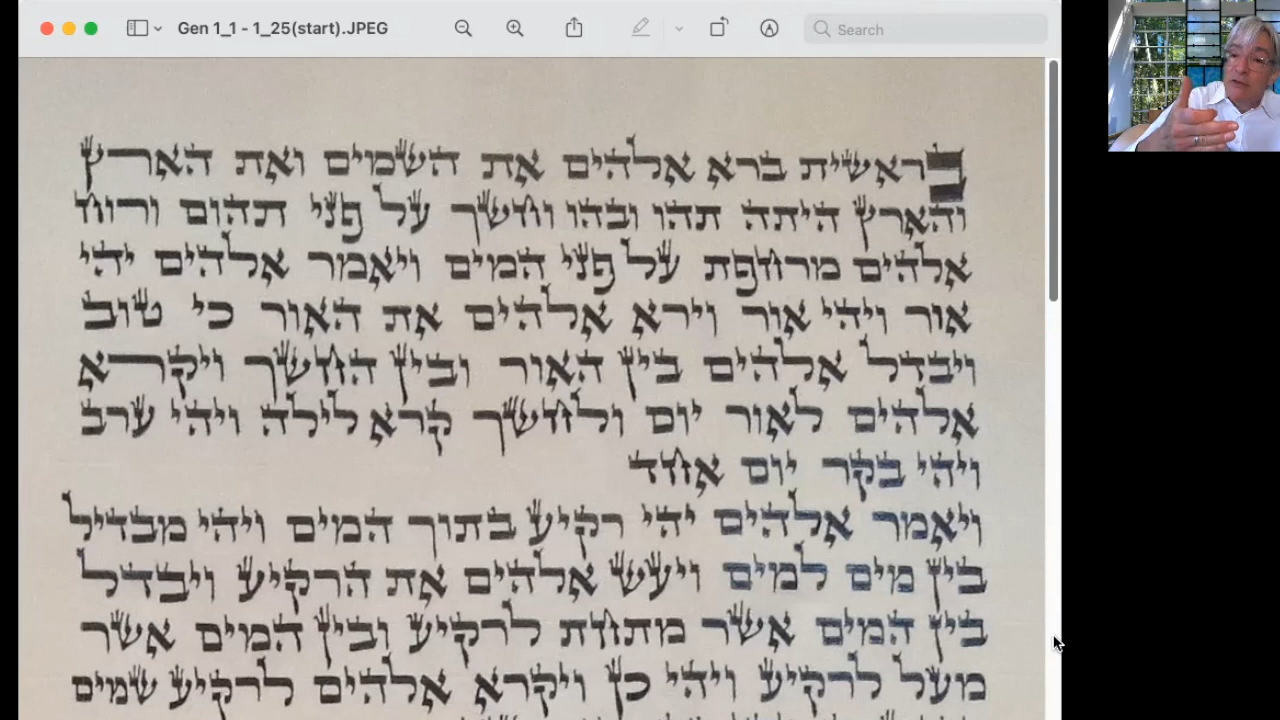 Gen 1_1 - 1_25(start).JPEG
Search
בראשית ברא אלהים את השמים ואת הארץ
והארץ היתה תהו ובהו וחשך על פני תהום ורוח
אלהים מרחפת על פני המים ויאמר אלהים יהי
אור ויהי אור וירא אלהים את האור כי טוב
ויבדל אלהים בין האור ובין החשך ויקרא
אלהים לאור יום ולחשך קרא לילה ויהי ערב
ויהי בקר יום אחד
ויאמר אלהים יהי רקיע בתוך המים ויהי מבדיל
בין מים למים ויעש אלהים את הרקיע ויבדל
בין המים אשר מתחת לרקיע ובין המים אשר
מעל לרקיע ויהי כן ויקרא אלהים לרקיע שמים